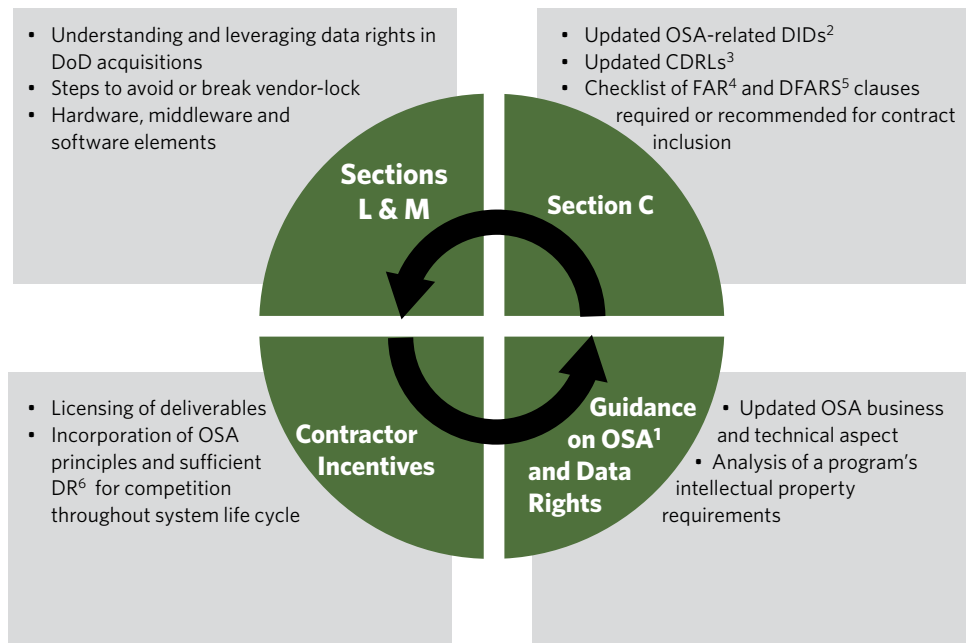 • Understanding and leveraging data rights in
DoD acquisitions
• Steps to avoid or break vendor-lock
• Hardware, middleware and
software elements
• Updated OSA-related DIDs²
• Updated CDRLs³
• Checklist of FAR⁴ and DFARS⁵ clauses
required or recommended for contract
inclusion
Sections
L & M
Section C
• Licensing of deliverables
• Incorporation of OSA
principles and sufficient
DR⁶ for competition
throughout system life cycle
Contractor
Incentives
Guidance
on OSA¹
and Data
Rights
• Updated OSA business
and technical aspect
• Analysis of a program’s
intellectual property
requirements